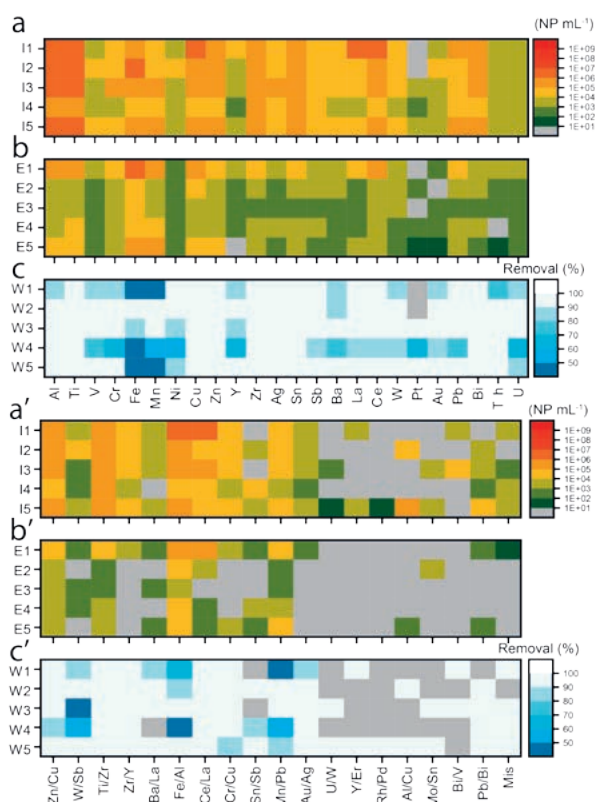 a
(NP mL-1)
I1
I2
I3
I4
I5
1E+09
1E+08
1E+07
1E+06
1E+05
1E+04
1E+03
1E+02
1E+01
b
E1
E2
E3
E4
E5
c
Removal (%)
W1
W2
W3
W4
W5
100
90
80
70
60
50
Al Ti V Cr Fe Mn Ni Cu Zn Y Zr Ag Sn Sb Ba La Ce W Pt Au Pb Bi Th U
a′
(NP mL-1)
I1
I2
I3
I4
I5
1E+09
1E+08
1E+07
1E+06
1E+05
1E+04
1E+03
1E+02
1E+01
b′
E1
E2
E3
E4
E5
c′
Removal (%)
W1
W2
W3
W4
W5
100
90
80
70
60
50
Zn/Cu W/Sb Ti/Zr Zr/Y Ba/La Fe/Al Ce/La Cr/Cu Sn/Sb Mn/Pb Au/Ag U/W Y/Er Rh/Pd Al/Cu Mo/Sn Bi/V Pb/Bi Mis